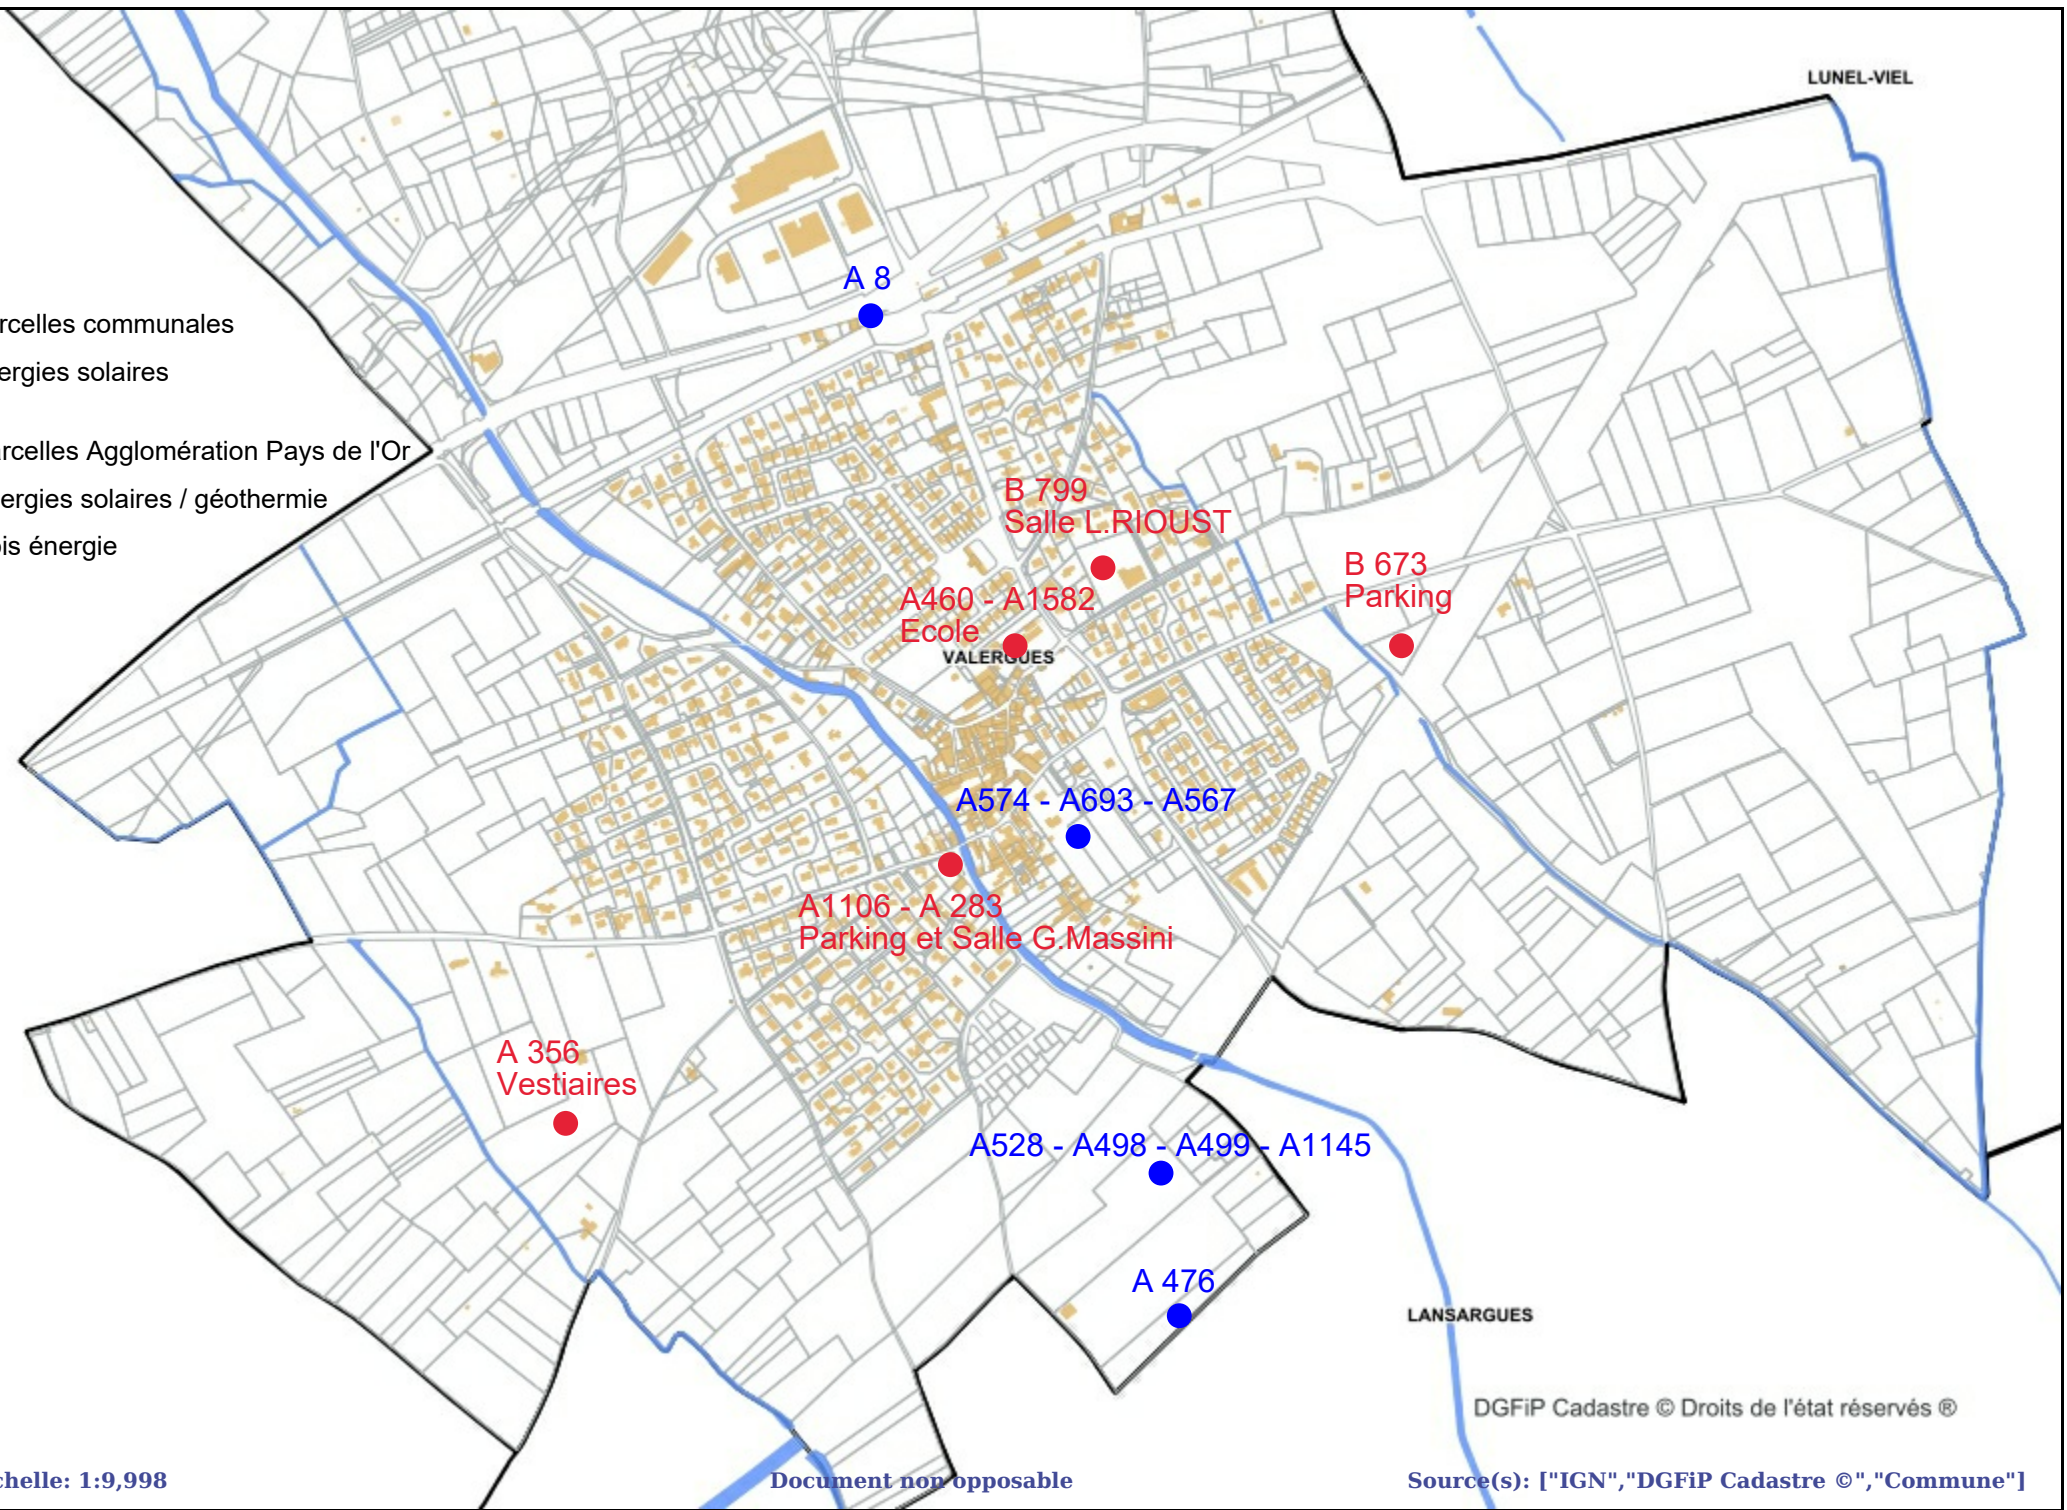 LUNEL-VIEL
A 8
rcelles communales
ergies solaires
rcelles Agglomération Pays de l'Or
ergies solaires / géothermie
is énergie
B 799
Salle L.RIOUST
B 673
Parking
A460 - A1582
Ecole
VALERGUES
A574 - A693 - A567
A1106 - A 283
Parking et Salle G.Massini
A 356
Vestiaires
A528 - A498 - A499 - A1145
A 476
LANSARGUES
DGFiP Cadastre © Droits de l'état réservés ®
chelle: 1:9,998
Document non opposable
Source(s): ["IGN","DGFiP Cadastre ©","Commune"]